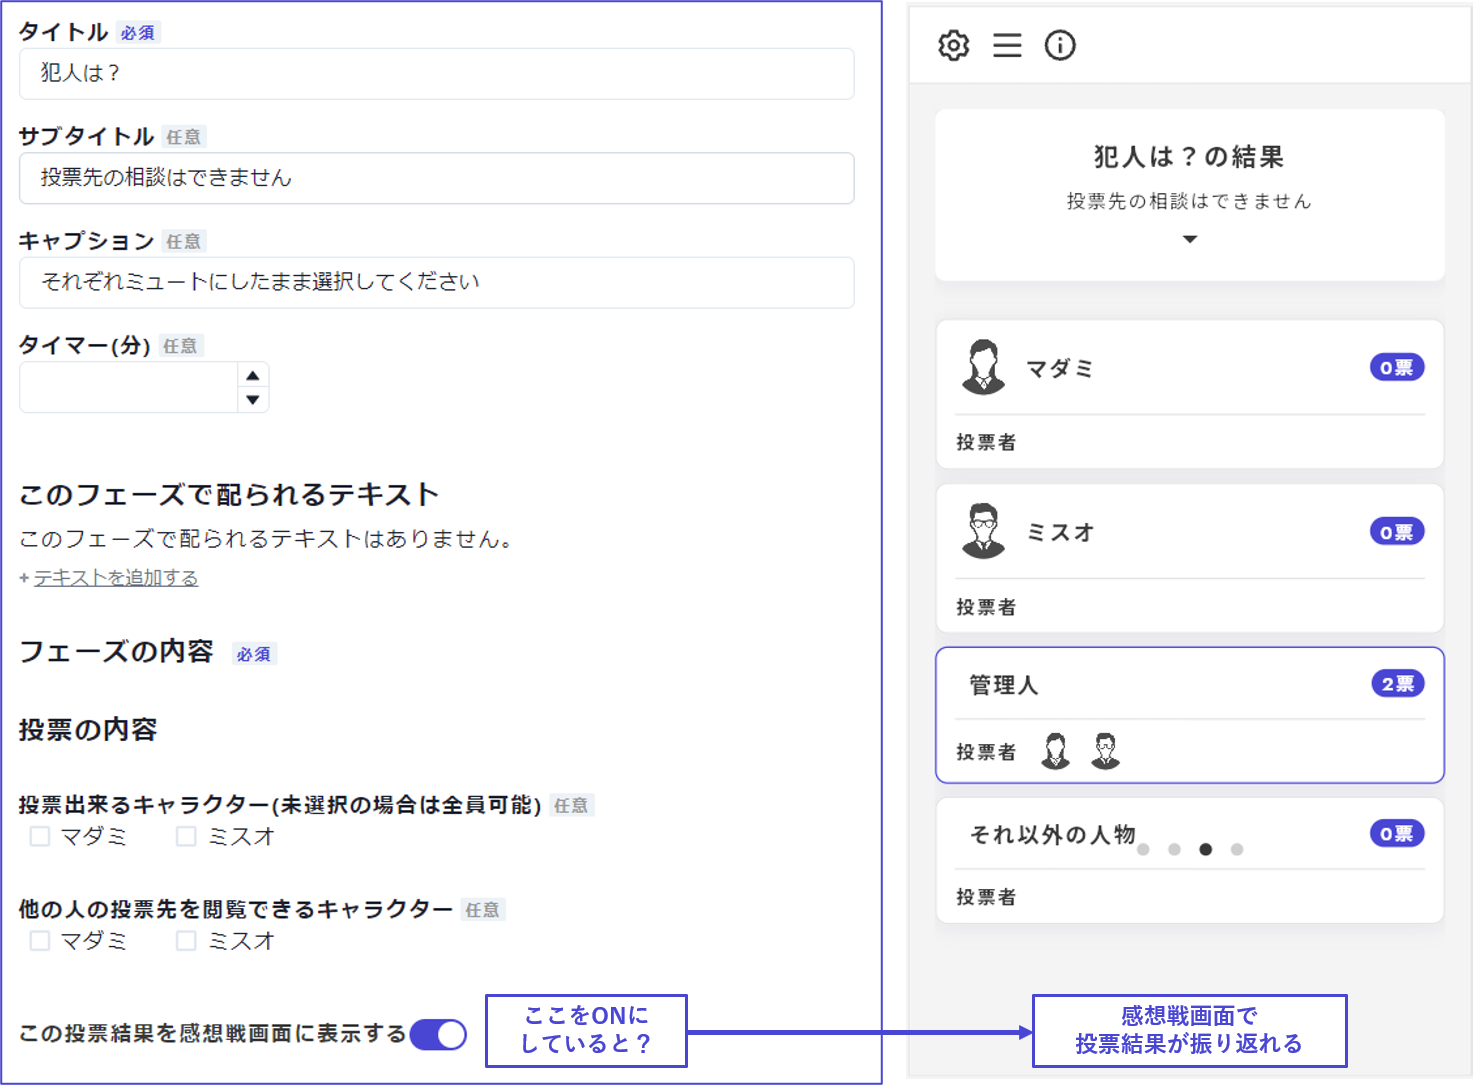 タイトル 必須
犯人は？
サブタイトル 任意
投票先の相談はできません
キャプション 任意
それぞれミュートにしたまま選択してください
タイマー(分) 任意
このフェーズで配られるテキスト
このフェーズで配られるテキストはありません。
+ テキストを追加する
フェーズの内容 必須
投票の内容
投票出来るキャラクター(未選択の場合は全員可能) 任意
マダミ ミスオ
他の人の投票先を閲覧できるキャラクター 任意
マダミ ミスオ
この投票結果を感想戦画面に表示する
ここをONに
していると？
犯人は？の結果
投票先の相談はできません
マダミ 0票
投票者
ミスオ 0票
投票者
管理人 2票
投票者
それ以外の人物 0票
投票者
感想戦画面で
投票結果が振り返れる